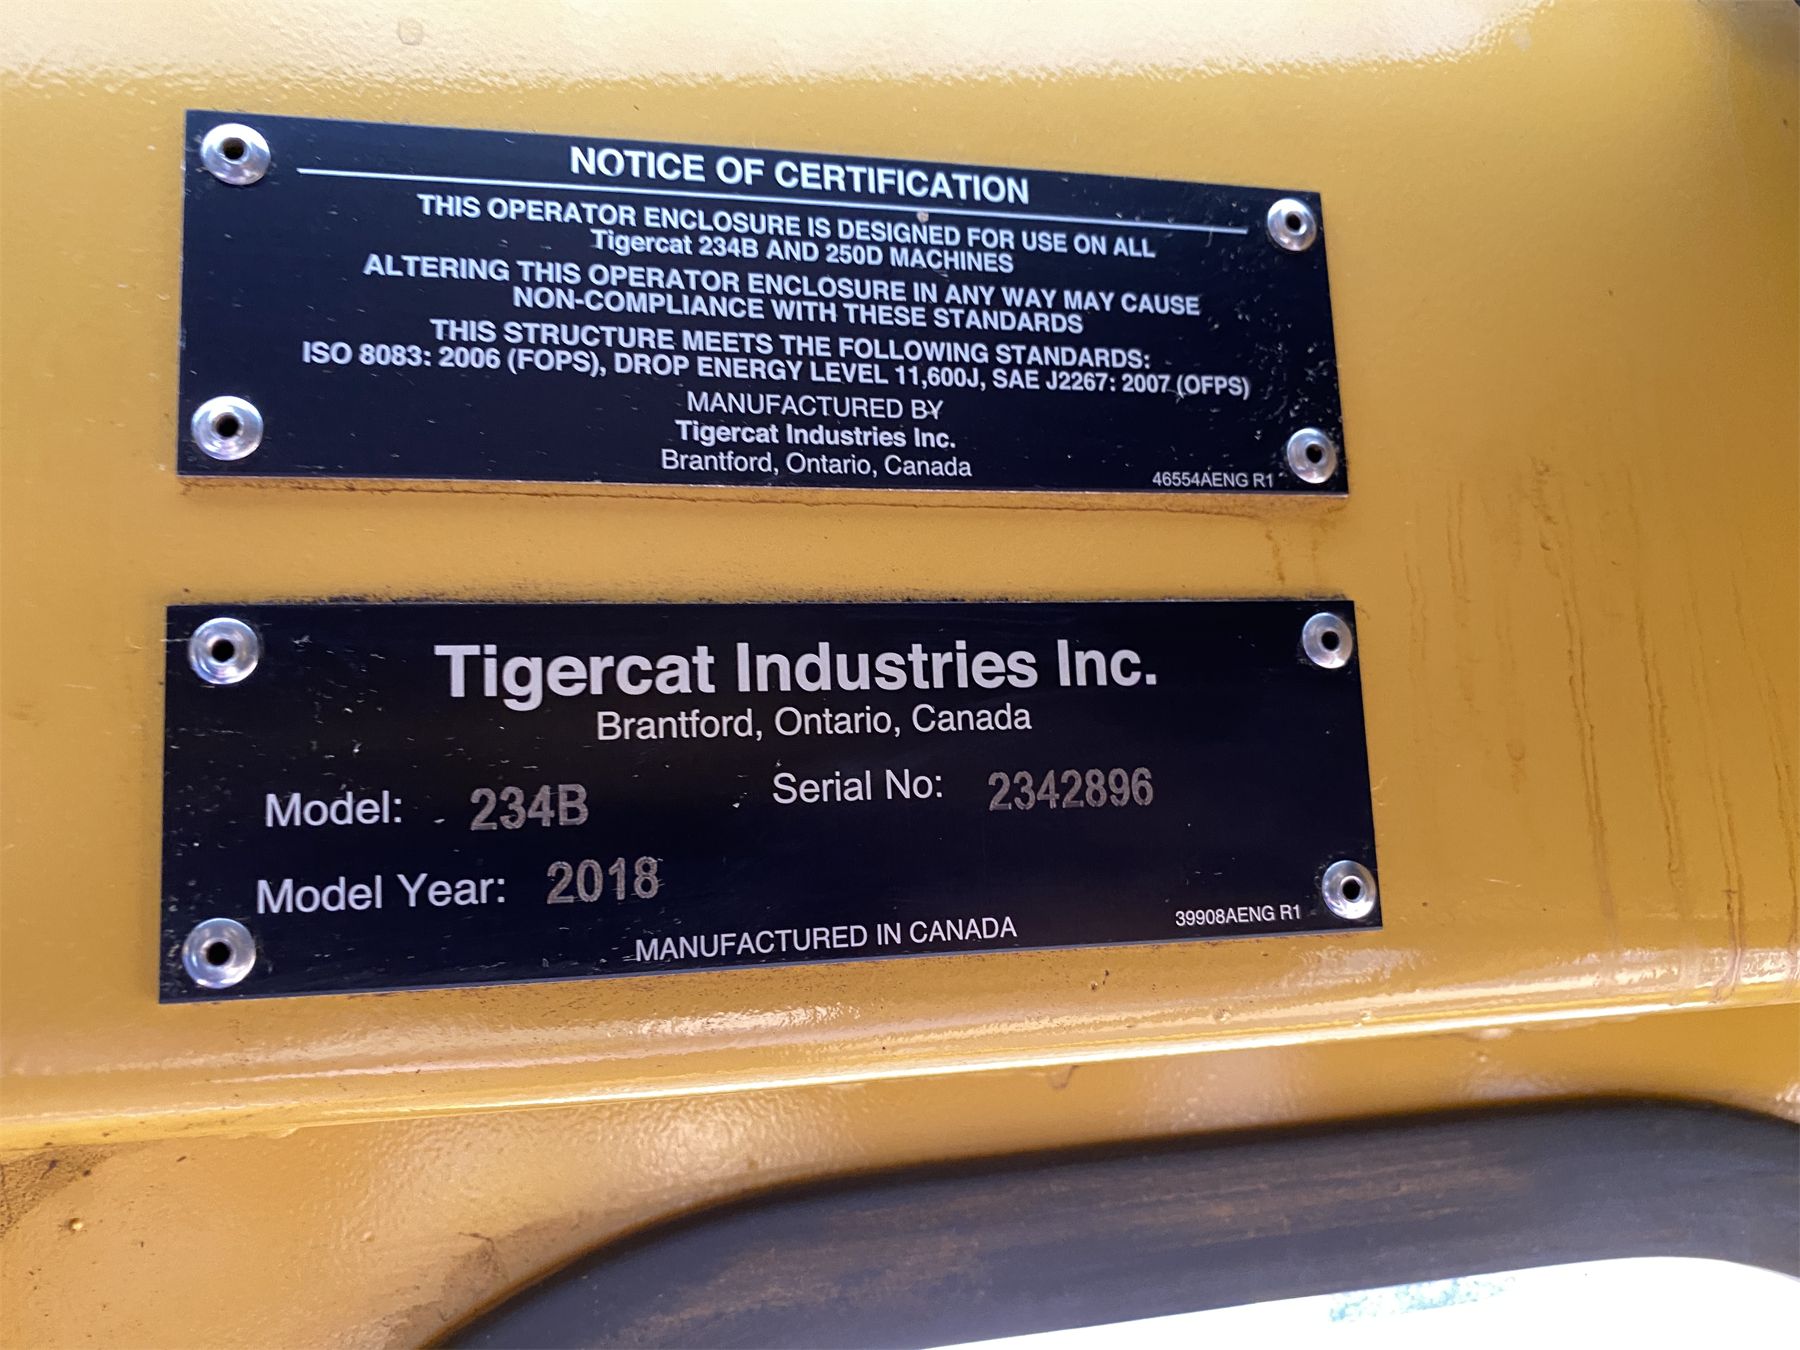 NOTICE OF CERTIFICATION
THIS OPERATOR ENCLOSURE IS DESIGNED FOR USE ON ALL
Tigercat 234B AND 250D MACHINES
ALTERING THIS OPERATOR ENCLOSURE IN ANY WAY MAY CAUSE
NON-COMPLIANCE WITH THESE STANDARDS
THIS STRUCTURE MEETS THE FOLLOWING STANDARDS:
ISO 8083: 2006 (FOPS), DROP ENERGY LEVEL 11,600J, SAE J2267: 2007 (OFPS)
MANUFACTURED BY
Tigercat Industries Inc.
Brantford, Ontario, Canada
46554AENG R1
Tigercat Industries Inc.
Brantford, Ontario, Canada
Model: 234B Serial No: 2342896
Model Year: 2018
MANUFACTURED IN CANADA
39908AENG R1